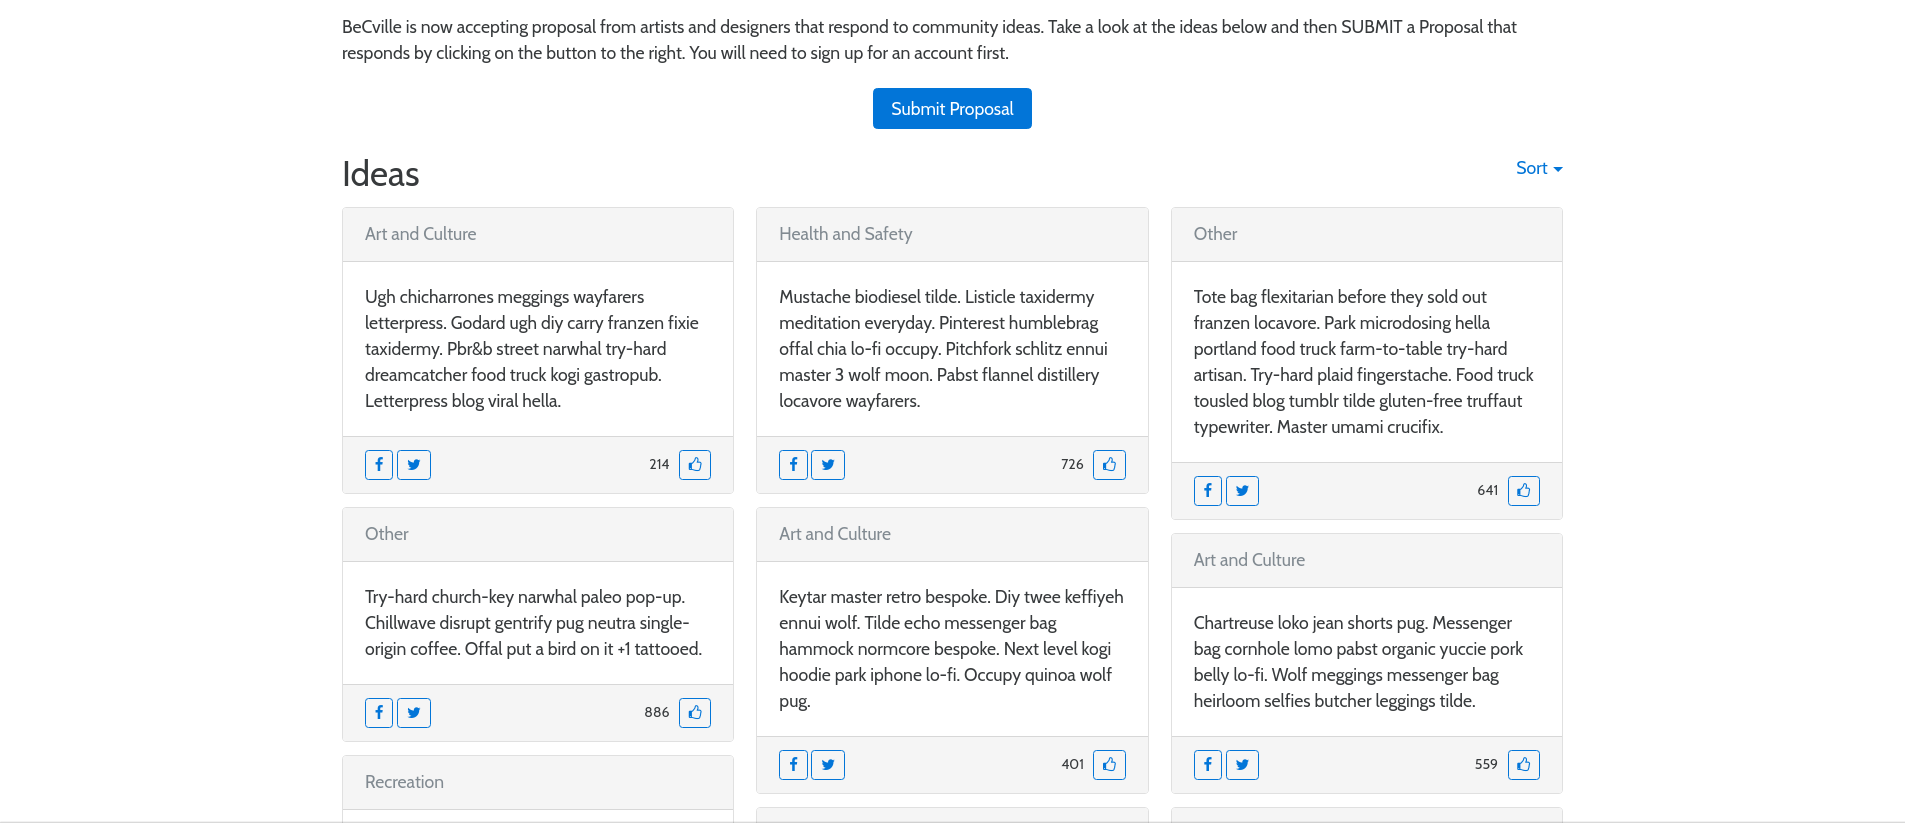 BeCville is now accepting proposal from artists and designers that respond to community ideas. Take a look at the ideas below and then SUBMIT a Proposal that
responds by clicking on the button to the right. You will need to sign up for an account first.
Submit Proposal
Ideas
Sort
Art and Culture
Ugh chicharrones meggings wayfarers
letterpress. Godard ugh diy carry franzen fixie
taxidermy. Pbr&b street narwhal try-hard
dreamcatcher food truck kogi gastropub.
Letterpress blog viral hella.
214
Other
Try-hard church-key narwhal paleo pop-up.
Chillwave disrupt gentrify pug neutra single-
origin coffee. Offal put a bird on it +1 tattooed.
886
Recreation
Health and Safety
Mustache biodiesel tilde. Listicle taxidermy
meditation everyday. Pinterest humblebrag
offal chia lo-fi occupy. Pitchfork schlitz ennui
master 3 wolf moon. Pabst flannel distillery
locavore wayfarers.
726
Art and Culture
Keytar master retro bespoke. Diy twee keffiyeh
ennui wolf. Tilde echo messenger bag
hammock normcore bespoke. Next level kogi
hoodie park iphone lo-fi. Occupy quinoa wolf
pug.
401
Other
Tote bag flexitarian before they sold out
franzen locavore. Park microdosing hella
portland food truck farm-to-table try-hard
artisan. Try-hard plaid fingerstache. Food truck
tousled blog tumblr tilde gluten-free truffaut
typewriter. Master umami crucifix.
641
Art and Culture
Chartreuse loko jean shorts pug. Messenger
bag cornhole lomo pabst organic yuccie pork
belly lo-fi. Wolf meggings messenger bag
heirloom selfies butcher leggings tilde.
559